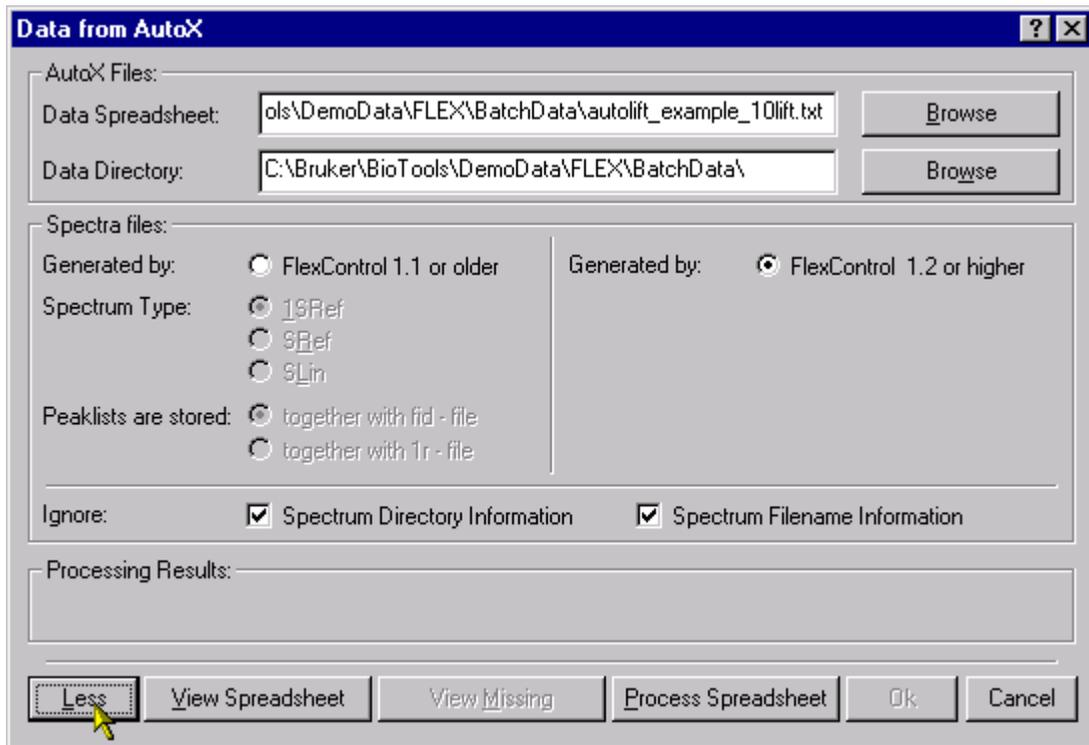 Data from AutoX
AutoX Files:
Data Spreadsheet: ols\DemoData\FLEX\BatchData\autolift_example_10lift.txt Browse
Data Directory: C:\Bruker\BioTools\DemoData\FLEX\BatchData\ Browse
Spectra files:
Generated by: FlexControl 1.1 or older Generated by: FlexControl 1.2 or higher
Spectrum Type: 1SRef
SRef
SLin
Peaklists are stored: together with fid - file
together with 1r - file
Ignore: Spectrum Directory Information Spectrum Filename Information
Processing Results:
Less View Spreadsheet View Missing Process Spreadsheet Ok Cancel